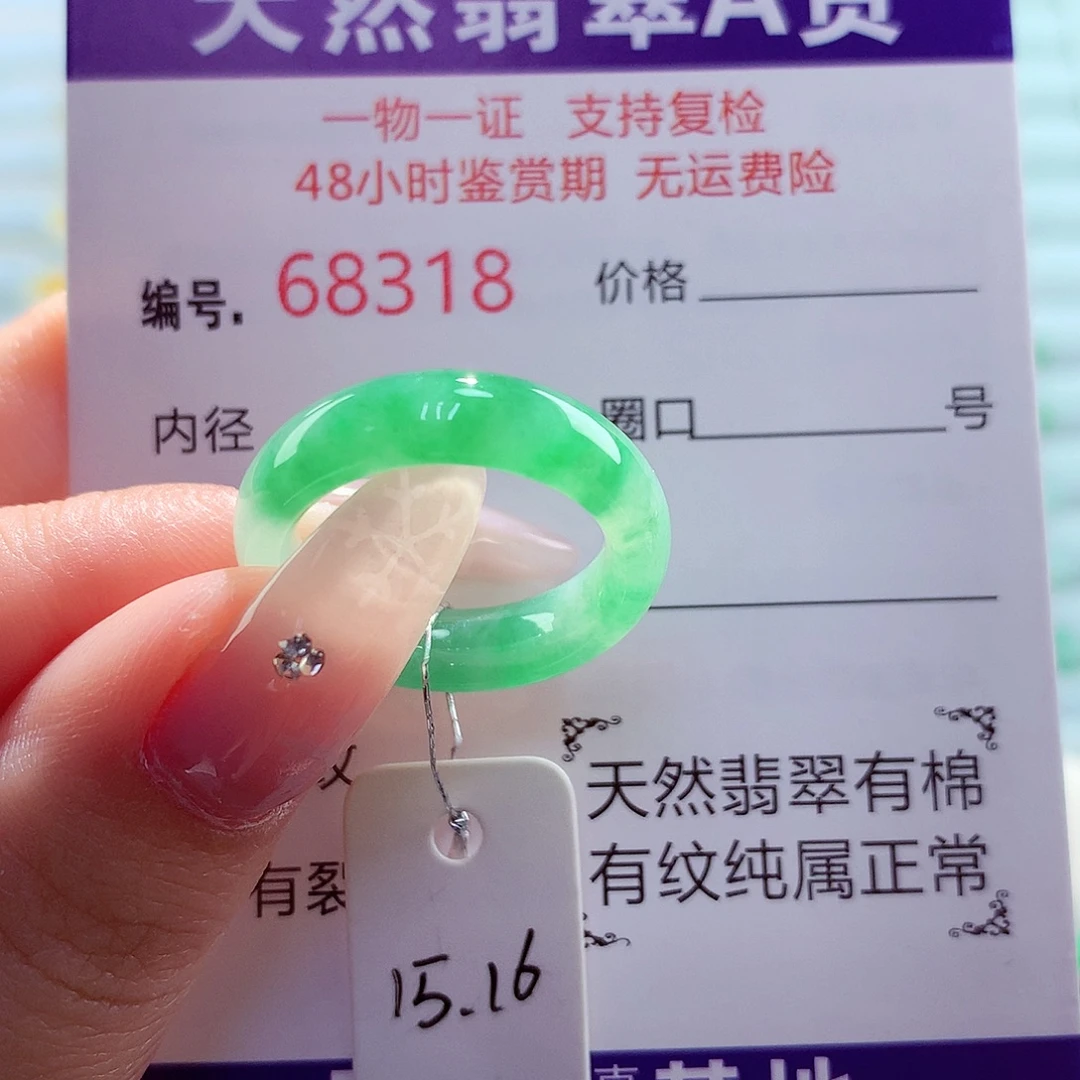 天然翡翠A货
一物一证 支持复检
48小时鉴赏期 无运费险
编号. 68318 价格
内径 圈口 号
天然翡翠有棉
有裂 有纹纯属正常
15.16